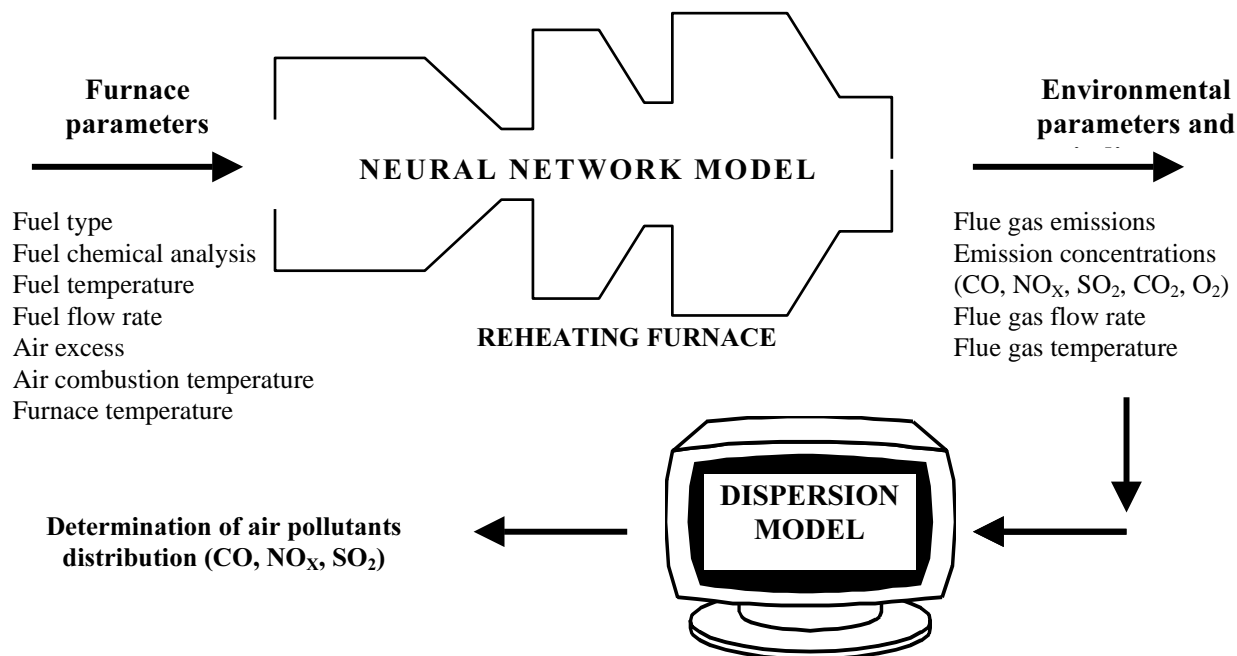 Furnace
parameters
Fuel type
Fuel chemical analysis
Fuel temperature
Fuel flow rate
Air excess
Air combustion temperature
Furnace temperature
NEURAL NETWORK MODEL
REHEATING FURNACE
Environmental
parameters and
Flue gas emissions
Emission concentrations
(CO, NOX, SO2, CO2, O2)
Flue gas flow rate
Flue gas temperature
DISPERSION
MODEL
Determination of air pollutants
distribution (CO, NOX, SO2)